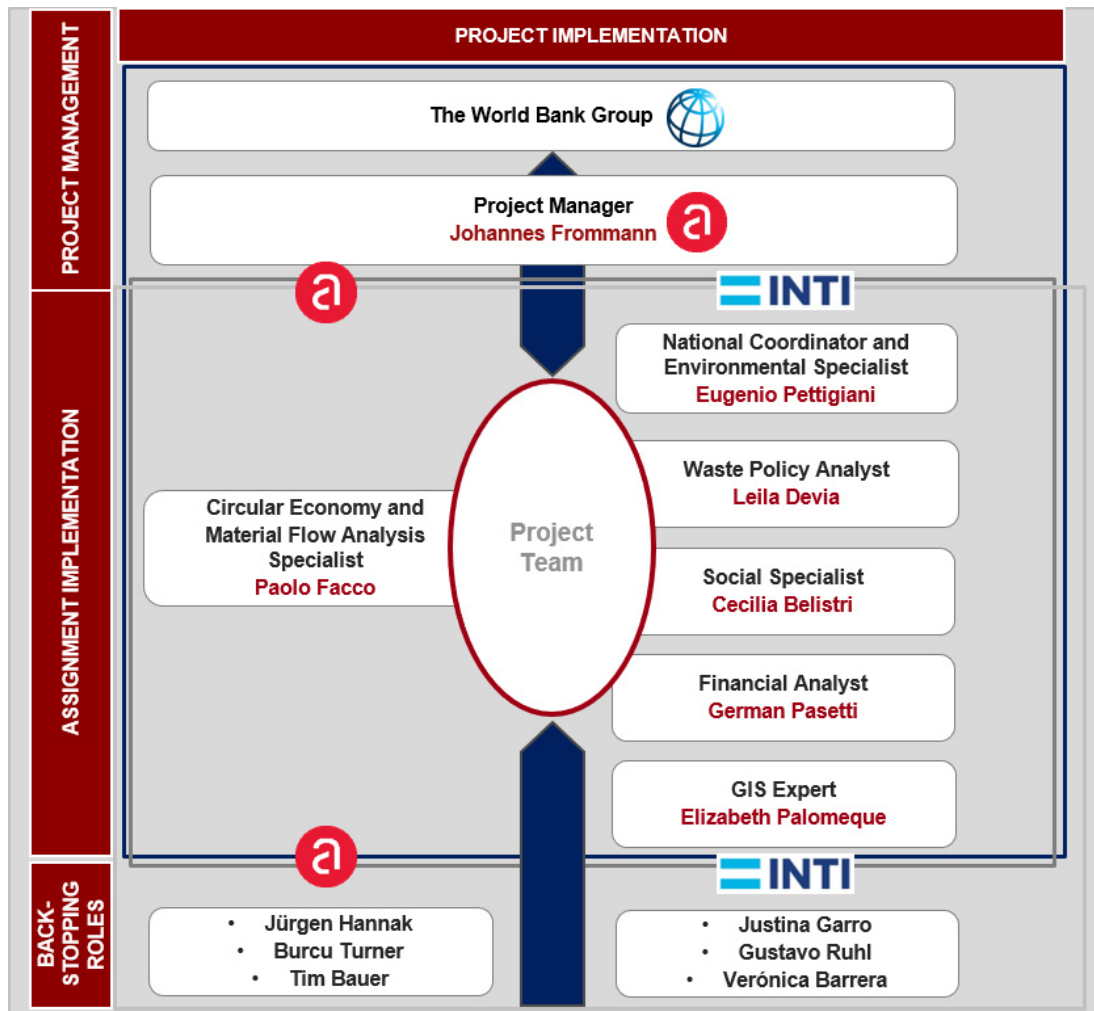 PROJECT IMPLEMENTATION
PROJECT MANAGEMENT
The World Bank Group
Project Manager
Johannes Frommann
a
a
INTI
ASSIGNMENT IMPLEMENTATION
National Coordinator and
Environmental Specialist
Eugenio Pettigiani
Waste Policy Analyst
Leila Devia
Circular Economy and
Material Flow Analysis
Specialist
Paolo Facco
Project
Team
Social Specialist
Cecilia Belistri
Financial Analyst
German Pasetti
GIS Expert
Elizabeth Palomeque
a
INTI
BACK-
STOPPING
ROLES
• Jürgen Hannak
• Burcu Turner
• Tim Bauer
• Justina Garro
• Gustavo Ruhl
• Verónica Barrera